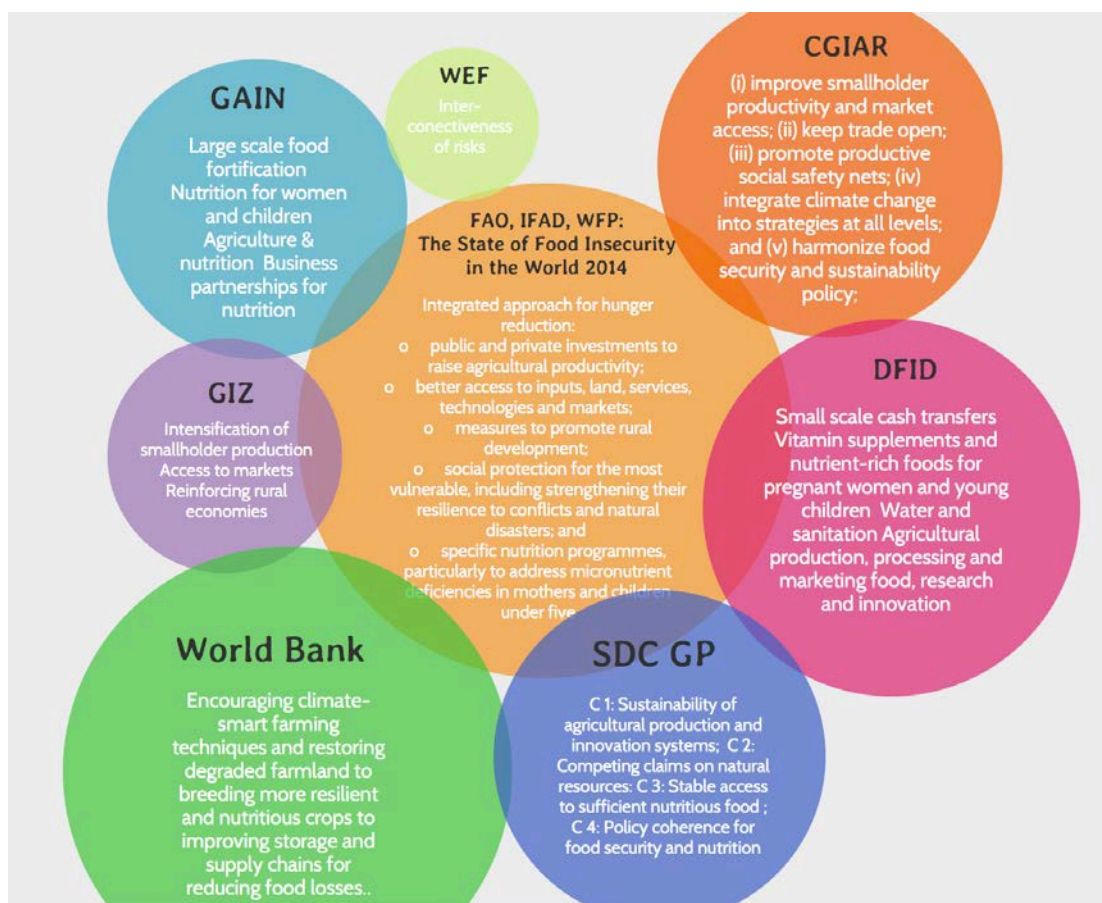 GAIN
Large scale food
fortification
Nutrition for women
and children
Agriculture &
nutrition Business
partnerships for
nutrition
WEF
Inter-
conectiveness
of risks
CGIAR
(i) improve smallholder
productivity and market
access; (ii) keep trade open;
(iii) promote productive
social safety nets; (iv)
integrate climate change
into strategies at all levels;
and (v) harmonize food
security and sustainability
policy;
FAO, IFAD, WFP:
The State of Food Insecurity
in the World 2014
Integrated approach for hunger
reduction:
o public and private investments to
raise agricultural productivity;
o better access to inputs, land, services,
technologies and markets;
o measures to promote rural
development;
o social protection for the most
vulnerable, including strengthening their
resilience to conflicts and natural
disasters; and
o specific nutrition programmes,
particularly to address micronutrient
deficiencies in mothers and children
under five
GIZ
Intensification of
smallholder production
Access to markets
Reinforcing rural
economies
DFID
Small scale cash transfers
Vitamin supplements and
nutrient-rich foods for
pregnant women and young
children Water and
sanitation Agricultural
production, processing and
marketing food, research
and innovation
World Bank
Encouraging climate-
smart farming
techniques and restoring
degraded farmland to
breeding more resilient
and nutritious crops to
improving storage and
supply chains for
reducing food losses..
SDC GP
C 1: Sustainability of
agricultural production and
innovation systems; C 2:
Competing claims on natural
resources: C 3: Stable access
to sufficient nutritious food ;
C 4: Policy coherence for
food security and nutrition